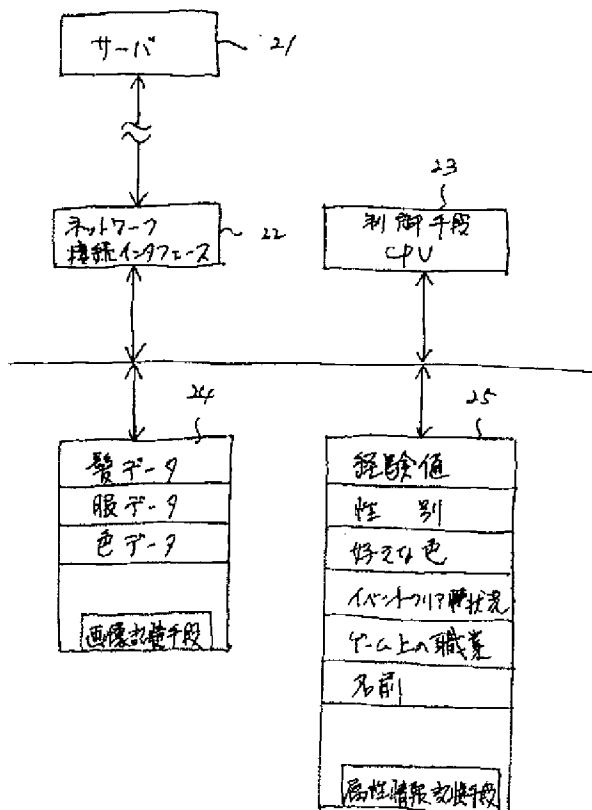 サーバ
21
ネットワーク
接続インタフェース
22
23
制御手段
CPU
24
髪データ
服データ
色データ
画像記憶手段
25
経験値
性別
好きな色
イベントクリア状況
ゲーム上の職業
名前
属性情報記憶手段